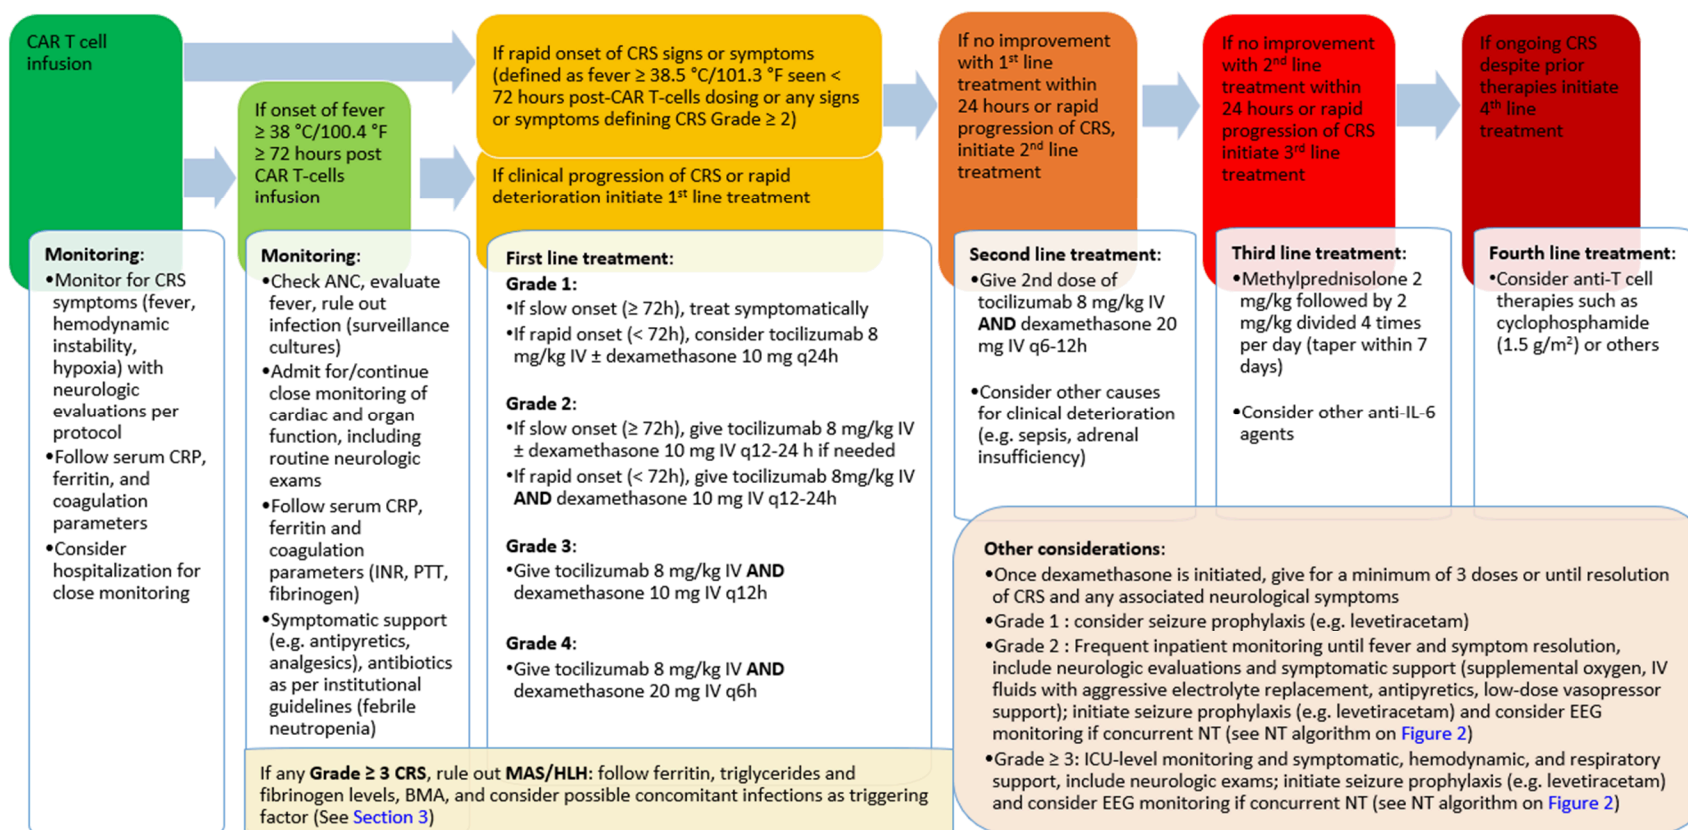 CAR T cell
infusion
If onset of fever
≥ 38 °C/100.4 °F
≥ 72 hours post
CAR T-cells
infusion
If rapid onset of CRS signs or symptoms
(defined as fever ≥ 38.5 °C/101.3 °F seen <
72 hours post-CAR T-cells dosing or any signs
or symptoms defining CRS Grade ≥ 2)
If clinical progression of CRS or rapid
deterioration initiate 1st line treatment
If no improvement
with 1st line
treatment within
24 hours or rapid
progression of CRS,
initiate 2nd line
treatment
If no improvement
with 2nd line
treatment within
24 hours or rapid
progression of CRS
initiate 3rd line
treatment
If ongoing CRS
despite prior
therapies initiate
4th line
treatment
Monitoring:
•Monitor for CRS
symptoms (fever,
hemodynamic
instability,
hypoxia) with
neurologic
evaluations per
protocol
•Follow serum CRP,
ferritin, and
coagulation
parameters
•Consider
hospitalization for
close monitoring
Monitoring:
•Check ANC, evaluate
fever, rule out
infection (surveillance
cultures)
•Admit for/continue
close monitoring of
cardiac and organ
function, including
routine neurologic
exams
•Follow serum CRP,
ferritin and
coagulation
parameters (INR, PTT,
fibrinogen)
•Symptomatic support
(e.g. antipyretics,
analgesics), antibiotics
as per institutional
guidelines (febrile
neutropenia)
First line treatment:
Grade 1:
•If slow onset (≥ 72h), treat symptomatically
•If rapid onset (< 72h), consider tocilizumab 8
mg/kg IV ± dexamethasone 10 mg q24h
Grade 2:
•If slow onset (≥ 72h), give tocilizumab 8 mg/kg IV
± dexamethasone 10 mg IV q12-24 h if needed
•If rapid onset (< 72h), give tocilizumab 8mg/kg IV
AND dexamethasone 10 mg IV q12-24h
Grade 3:
•Give tocilizumab 8 mg/kg IV AND
dexamethasone 10 mg IV q12h
Grade 4:
•Give tocilizumab 8 mg/kg IV AND
dexamethasone 20 mg IV q6h
Second line treatment:
•Give 2nd dose of
tocilizumab 8 mg/kg IV
AND dexamethasone 20
mg IV q6-12h
•Consider other causes
for clinical deterioration
(e.g. sepsis, adrenal
insufficiency)
Third line treatment:
•Methylprednisolone 2
mg/kg followed by 2
mg/kg divided 4 times
per day (taper within 7
days)
•Consider other anti-IL-6
agents
Fourth line treatment:
•Consider anti-T cell
therapies such as
cyclophosphamide
(1.5 g/m²) or others
If any Grade ≥ 3 CRS, rule out MAS/HLH: follow ferritin, triglycerides and
fibrinogen levels, BMA, and consider possible concomitant infections as triggering
factor (See Section 3)
Other considerations:
•Once dexamethasone is initiated, give for a minimum of 3 doses or until resolution
of CRS and any associated neurological symptoms
•Grade 1 : consider seizure prophylaxis (e.g. levetiracetam)
•Grade 2 : Frequent inpatient monitoring until fever and symptom resolution,
include neurologic evaluations and symptomatic support (supplemental oxygen, IV
fluids with aggressive electrolyte replacement, antipyretics, low-dose vasopressor
support); initiate seizure prophylaxis (e.g. levetiracetam) and consider EEG
monitoring if concurrent NT (see NT algorithm on Figure 2)
•Grade ≥ 3: ICU-level monitoring and symptomatic, hemodynamic, and respiratory
support, include neurologic exams; initiate seizure prophylaxis (e.g. levetiracetam)
and consider EEG monitoring if concurrent NT (see NT algorithm on Figure 2)